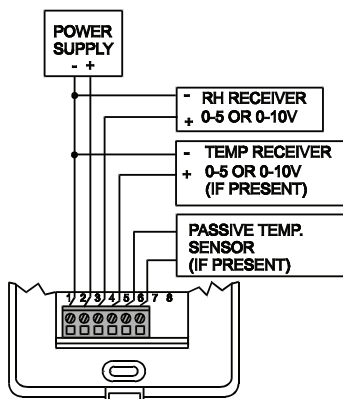 POWER
SUPPLY
- +
- RH RECEIVER
+ 0-5 OR 0-10V
- TEMP RECEIVER
+ 0-5 OR 0-10V
(IF PRESENT)
PASSIVE TEMP.
SENSOR
(IF PRESENT)
1 2 3 4 5 6 7 8